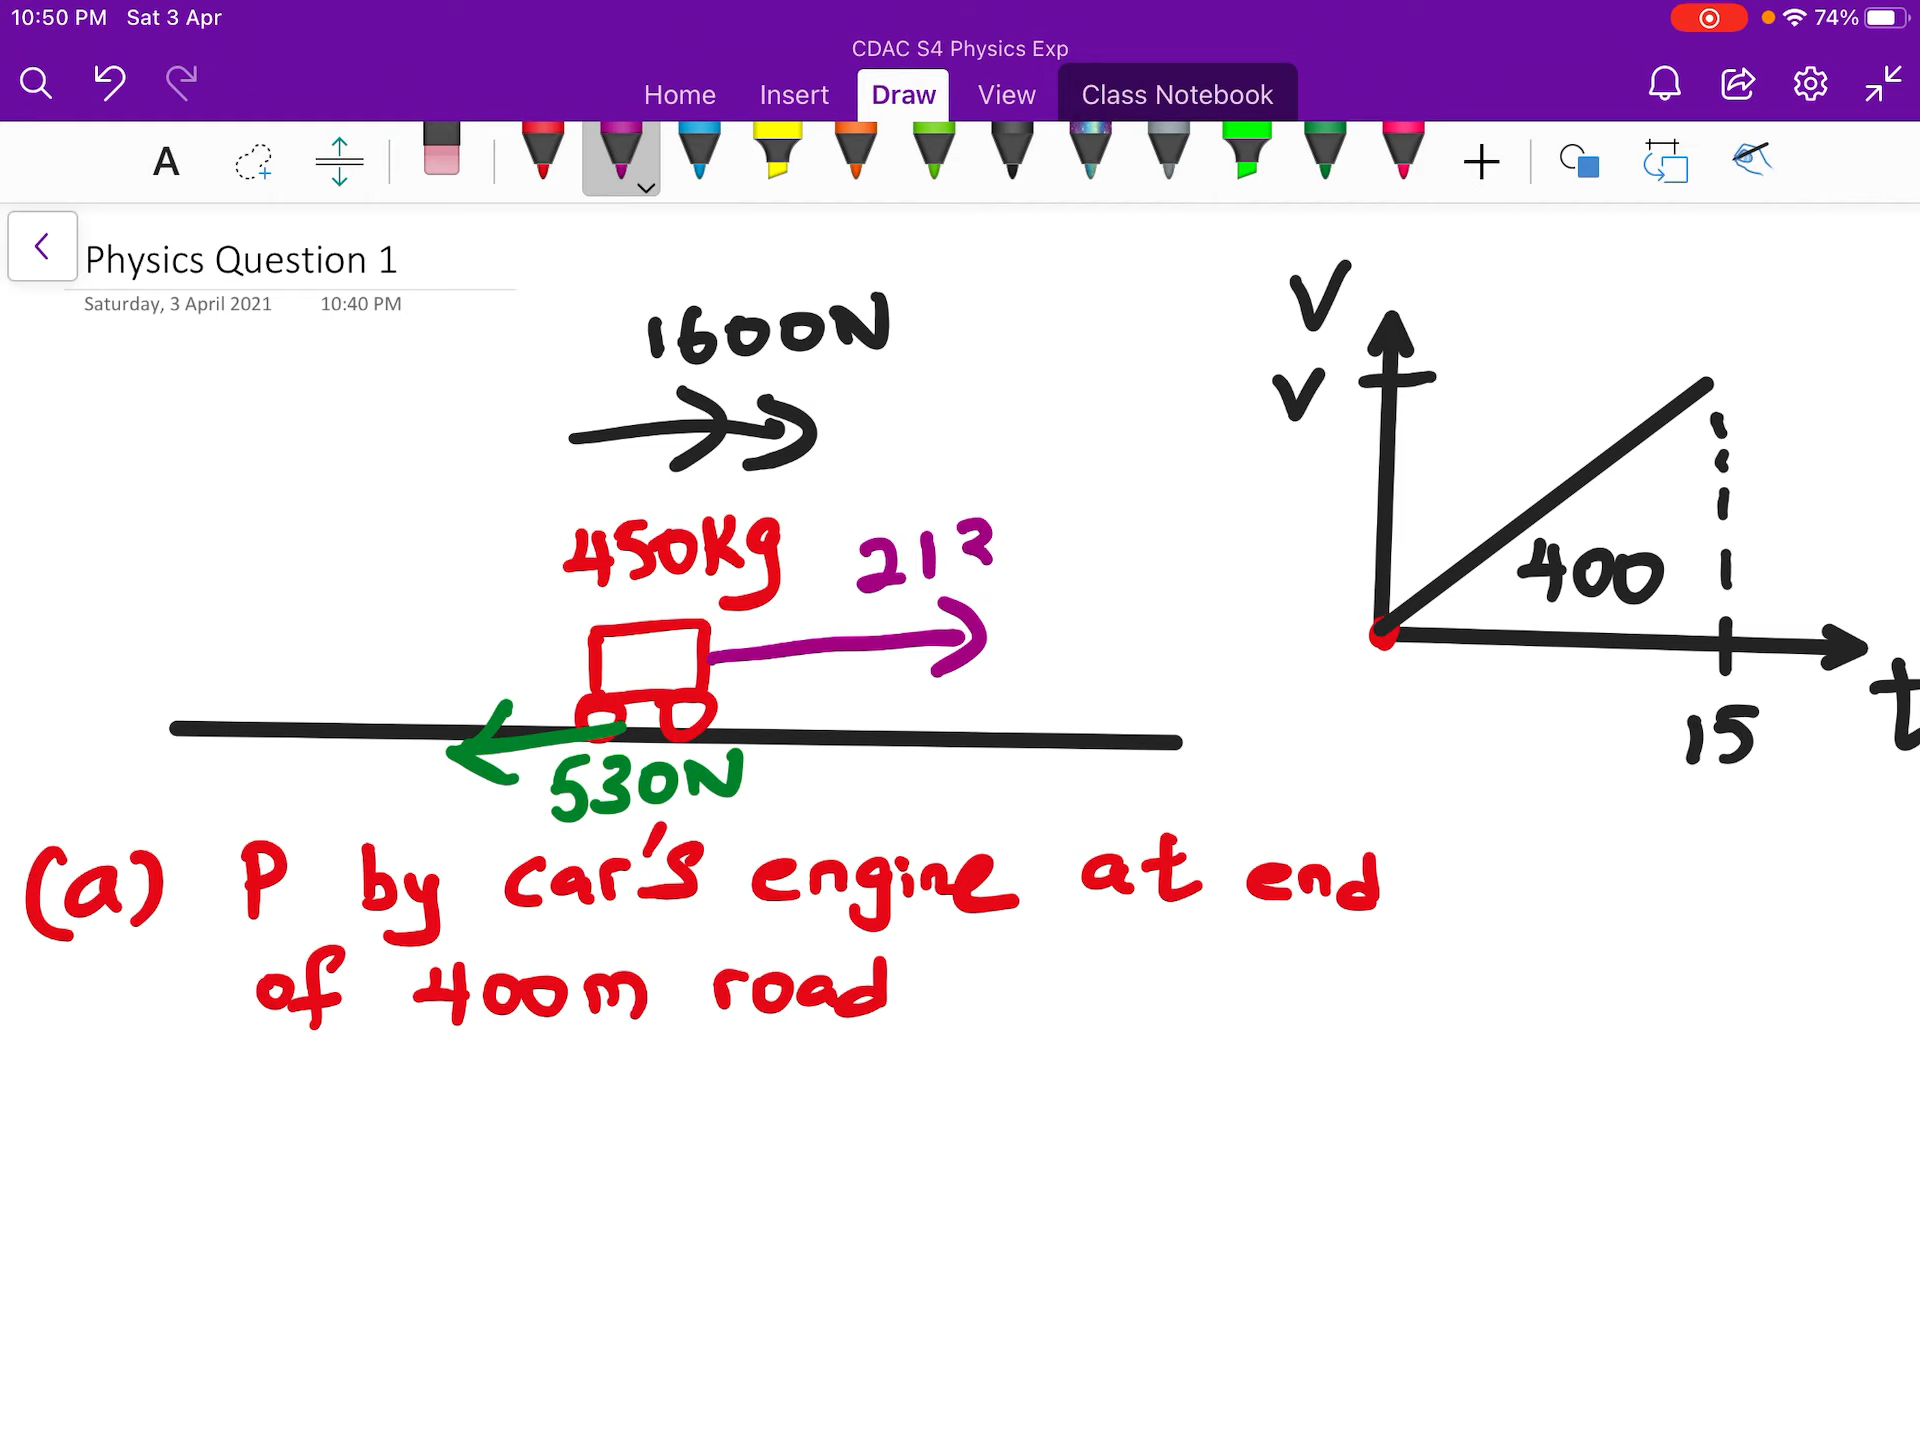 10:50 PM Sat 3 Apr
74%
CDAC S4 Physics Exp
Home Insert Draw View Class Notebook
A
Physics Question 1
Saturday, 3 April 2021 10:40 PM
1600N
V
v
450kg
400
530N
15
t
(a) P by car's engine at end
of 400m road